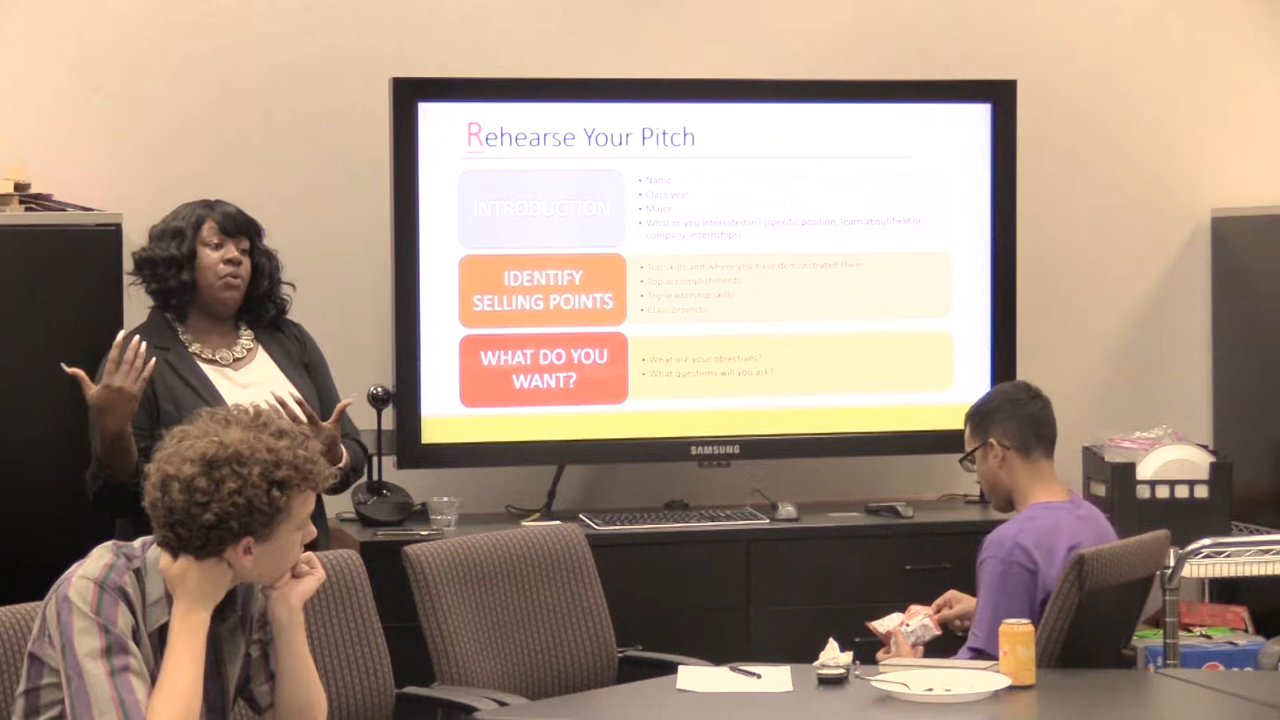 Rehearse Your Pitch
INTRODUCTION
• Name
• Class year
• Major
• What are you interested in? (specific position, learn about field or
company, internships)
IDENTIFY
SELLING POINTS
• Top skills and where you have demonstrated them
• Top accomplishments
• Top leadership skills
• Class projects
WHAT DO YOU
WANT?
• What are your objectives?
• What questions will you ask?
SAMSUNG